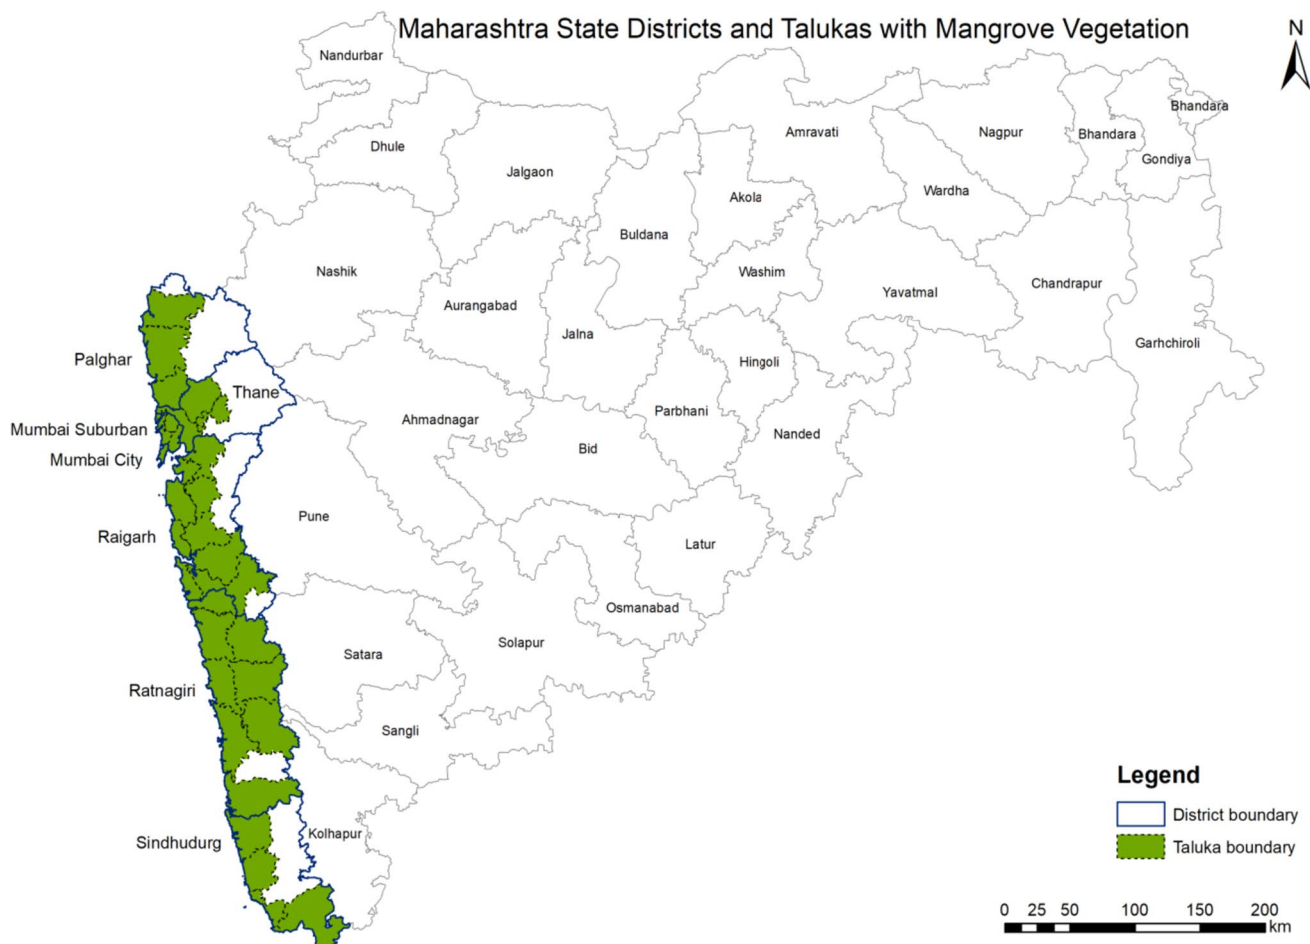 Maharashtra State Districts and Talukas with Mangrove Vegetation
N
Nandurbar
Dhule
Jalgaon
Buldana
Akola
Amravati
Wardha
Nagpur
Bhandara
Bhandara
Gondiya
Nashik
Aurangabad
Jalna
Washim
Yavatmal
Chandrapur
Garhchiroli
Palghar
Thane
Mumbai Suburban
Mumbai City
Ahmadnagar
Bid
Parbhani
Hingoli
Nanded
Raigarh
Pune
Latur
Osmanabad
Solapur
Satara
Ratnagiri
Sangli
Sindhudurg
Kolhapur
Legend
District boundary
Taluka boundary
0 25 50 100 150 200
km